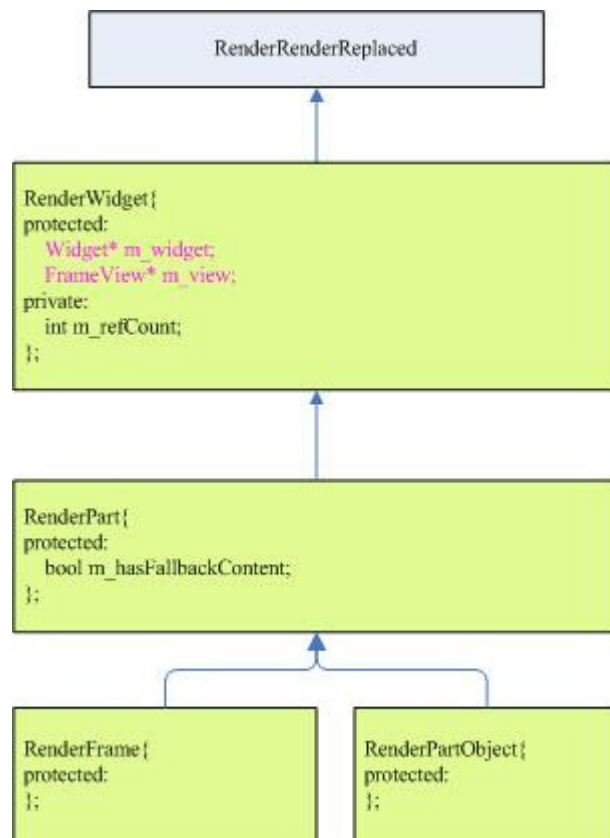 RenderRenderReplaced
RenderWidget{
protected:
Widget* m_widget;
FrameView* m_view;
private:
int m_refCount;
};
RenderPart{
protected:
bool m_hasFallbackContent;
};
RenderFrame{
protected:
};
RenderPartObject{
protected:
};